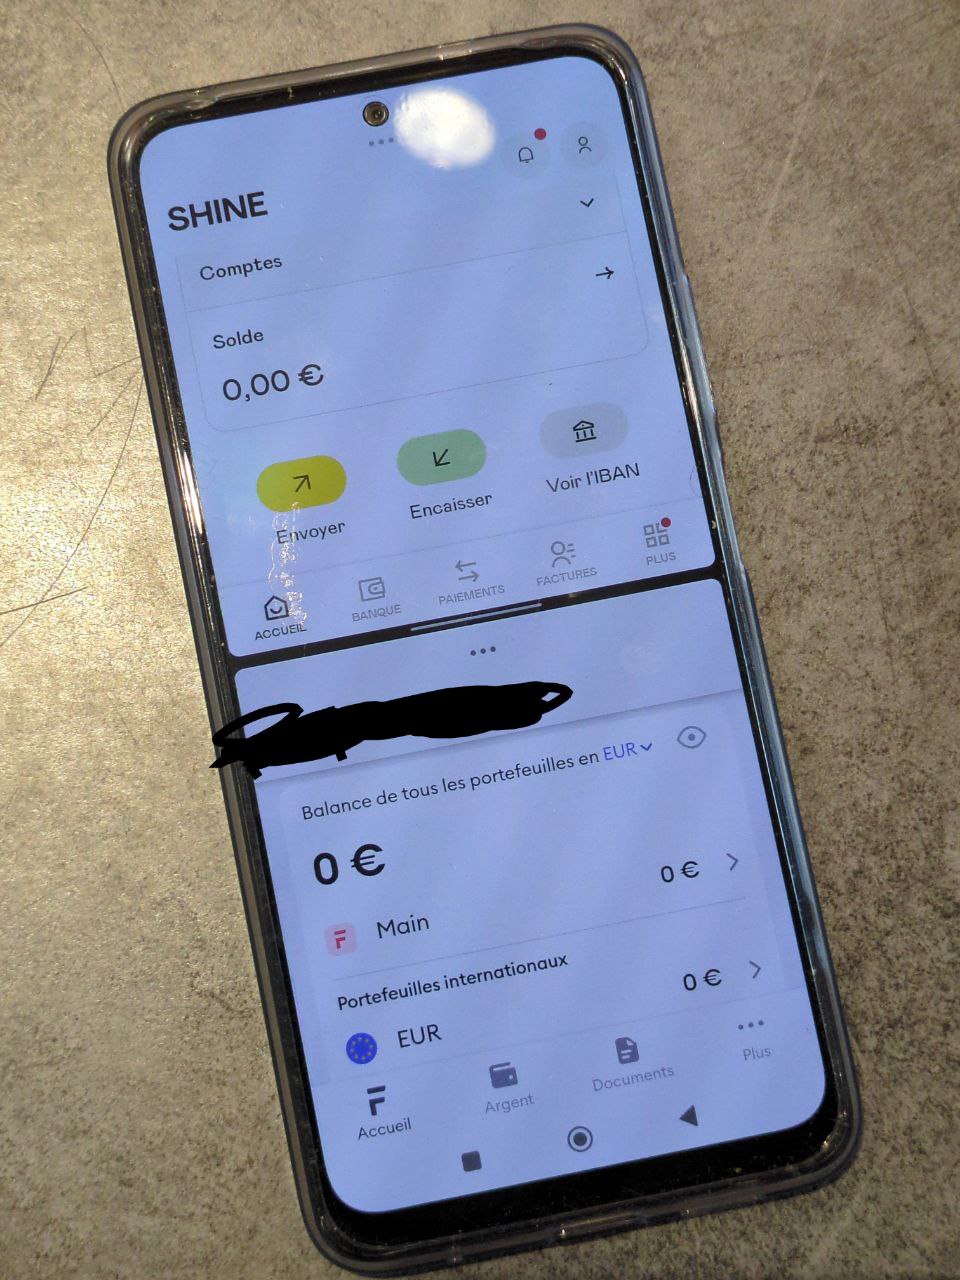 SHINE
Comptes
Solde
0,00 €
Envoyer
Encaisser
Voir l'IBAN
ACCUEIL
BANQUE
PAIEMENTS
FACTURES
PLUS
Balance de tous les portefeuilles en EUR
0 €
Main
0 €
Portefeuilles internationaux
EUR
0 €
Accueil
Argent
Documents
Plus